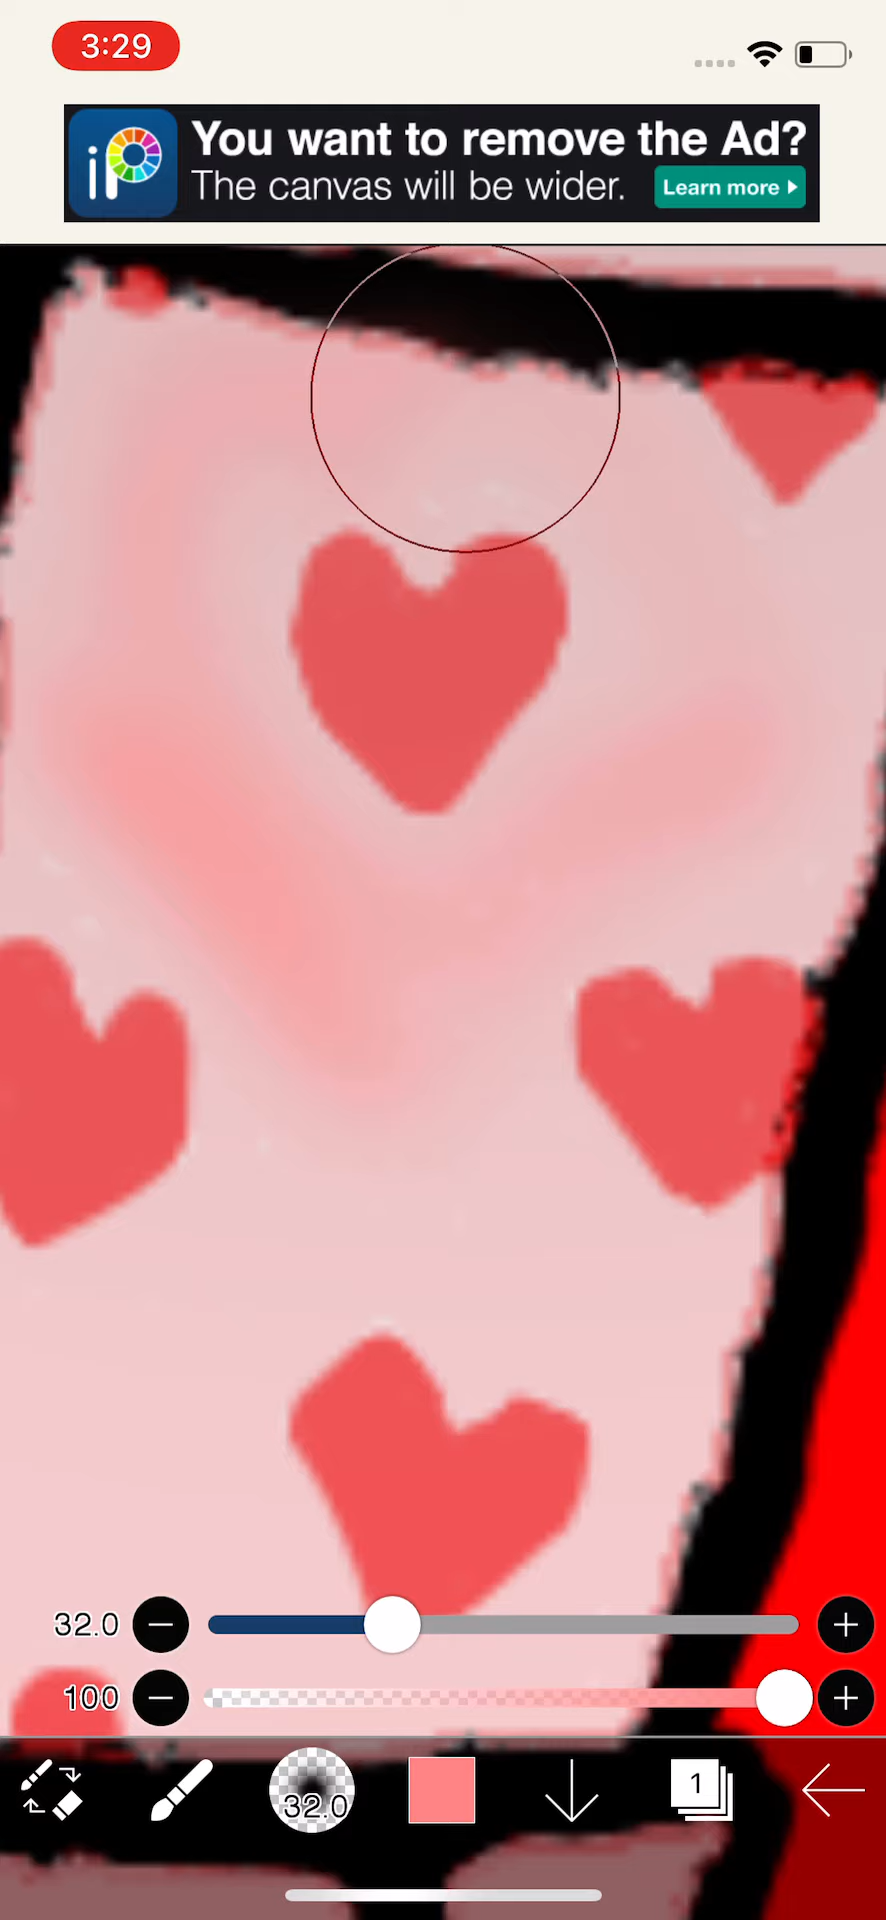 3:29
iP
You want to remove the Ad?
The canvas will be wider.
Learn more
32.0
100
32.0
1